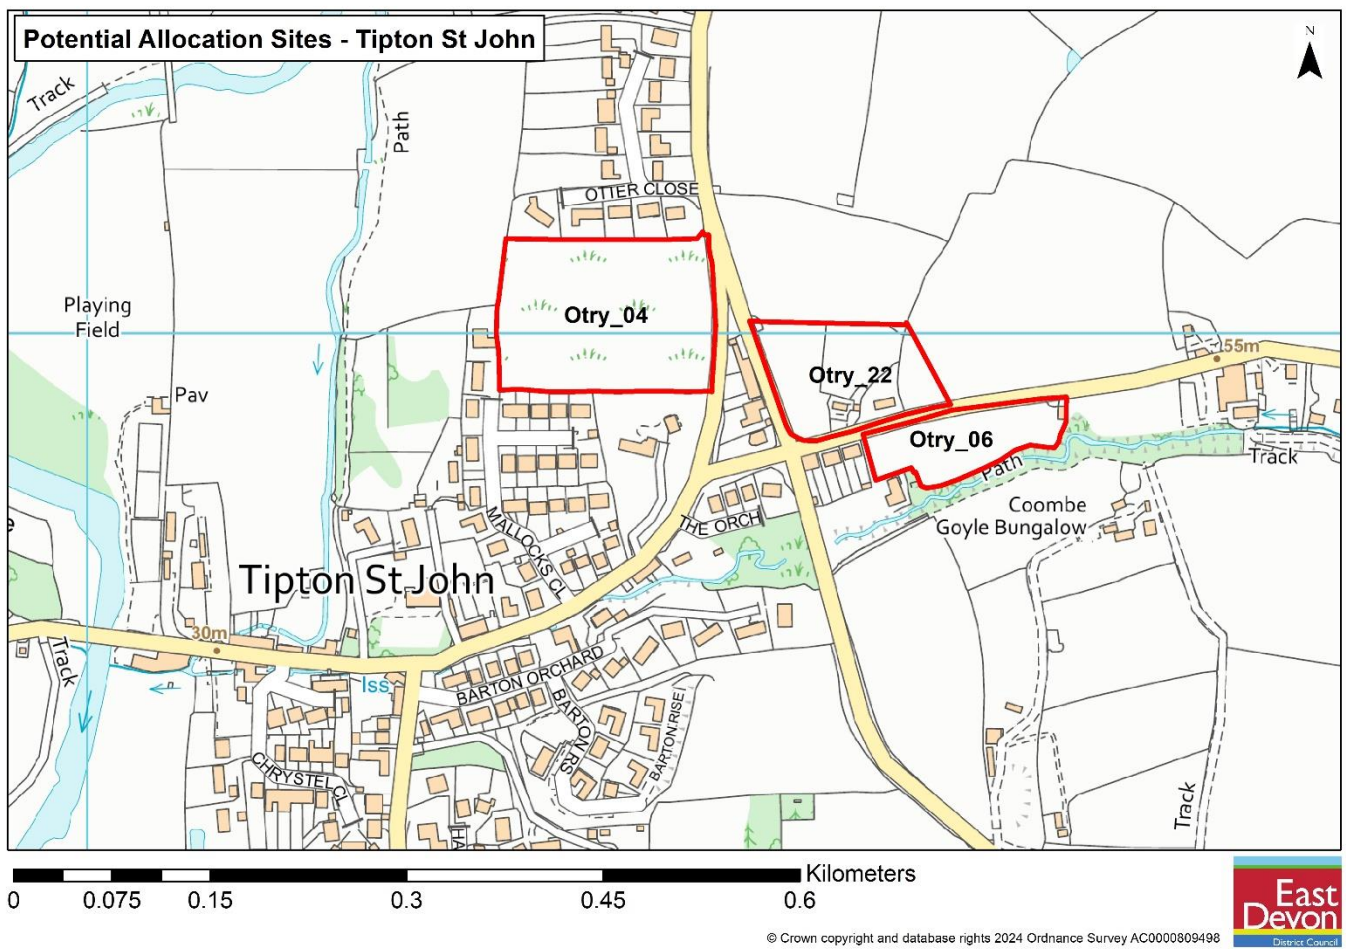 Potential Allocation Sites - Tipton St John
N
Track
Path
OTTER CLOSE
Playing
Field
Otry_04
Otry_22
55m
Pav
Otry_06
Path
Track
Coombe
Goyle Bungalow
THE ORCH
MALLOCKS CL
Tipton St John
30m
Track
Iss
BARTON ORCHARD
BARTON RS
BARTON RISE
CHRYSTEL CL
HA
Track
Kilometers
0 0.075 0.15 0.3 0.45 0.6
East
Devon
District Council
© Crown copyright and database rights 2024 Ordnance Survey AC0000809498